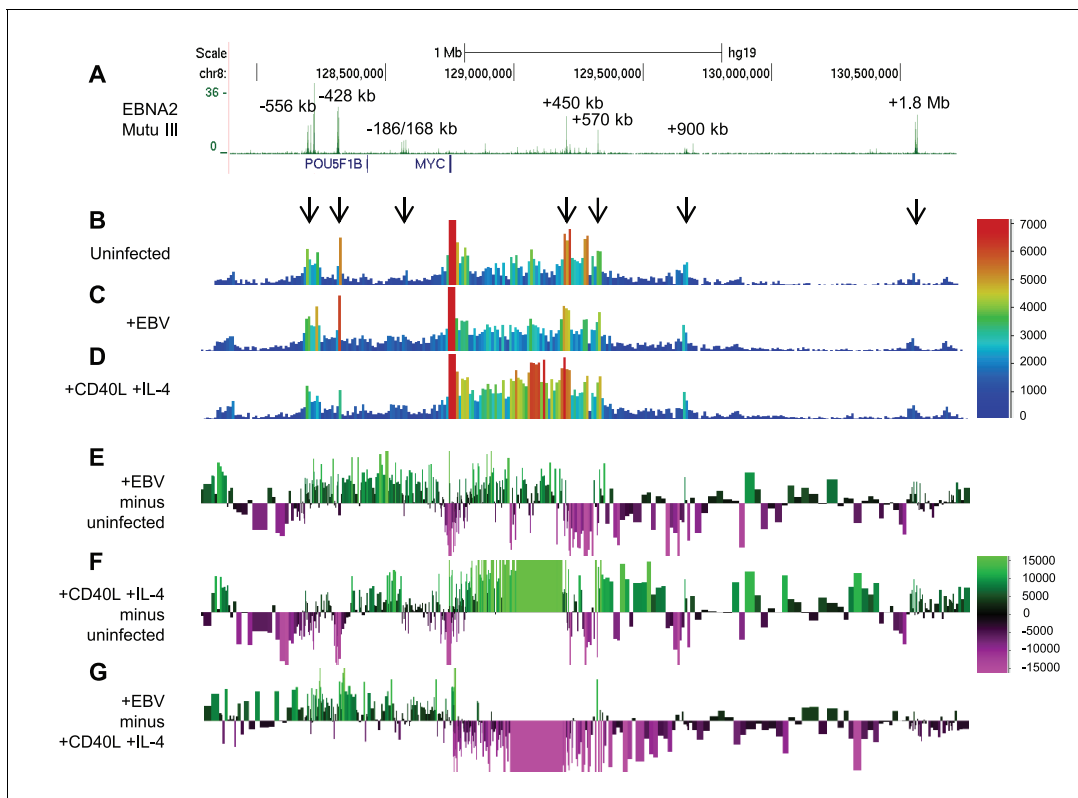 Scale 1 Mb hg19
A chr8: 128,500,000 129,000,000 129,500,000 130,000,000 130,500,000
EBNA2
Mutu III
36
0
-556 kb
-428 kb
-186/168 kb
+450 kb
+570 kb
+900 kb
+1.8 Mb
POU5F1B MYC
B
Uninfected
C
+EBV
D
+CD40L +IL-4
7000
6000
5000
4000
3000
2000
1000
0
E
+EBV
minus
uninfected
F
+CD40L +IL-4
minus
uninfected
15000
10000
5000
0
-5000
-10000
-15000
G
+EBV
minus
+CD40L +IL-4